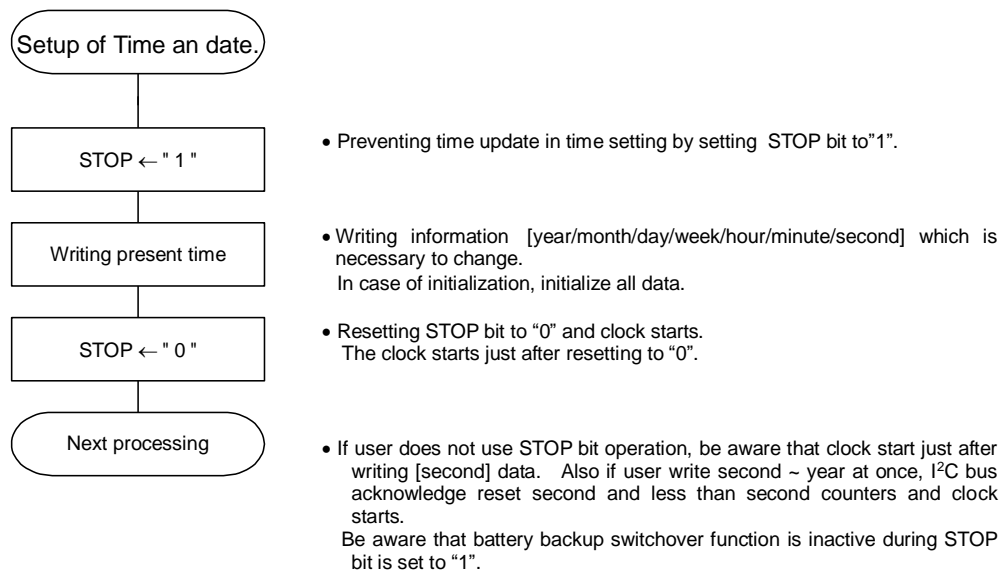 Setup of Time an date.
STOP ← " 1 "
• Preventing time update in time setting by setting STOP bit to"1".
Writing present time
• Writing information [year/month/day/week/hour/minute/second] which is
necessary to change.
In case of initialization, initialize all data.
STOP ← " 0 "
• Resetting STOP bit to “0” and clock starts.
The clock starts just after resetting to “0”.
Next processing
• If user does not use STOP bit operation, be aware that clock start just after
writing [second] data. Also if user write second ~ year at once, I²C bus
acknowledge reset second and less than second counters and clock
starts.
Be aware that battery backup switchover function is inactive during STOP
bit is set to “1”.